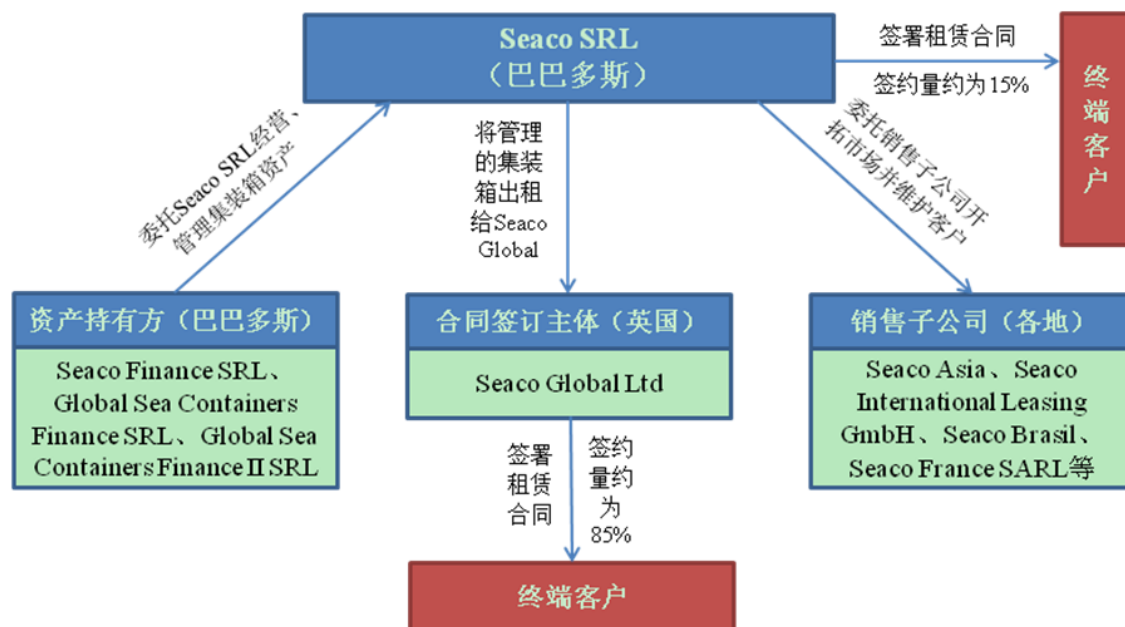 Seaco SRL
（巴巴多斯）
签署租赁合同
签约量约为15%
终
端
客
户
委托Seaco SRL经营、
管理集装箱资产
将管理
的集装
箱出租
给Seaco
Global
委托销售子公司开
拓市场并维护客户
资产持有方（巴巴多斯）
Seaco Finance SRL、
Global Sea Containers
Finance SRL、Global Sea
Containers Finance II SRL
合同签订主体（英国）
Seaco Global Ltd
销售子公司（各地）
Seaco Asia、Seaco
International Leasing
GmbH、Seaco Brasil、
Seaco France SARL等
签署
租赁
合同
签约
量约
为
85%
终端客户